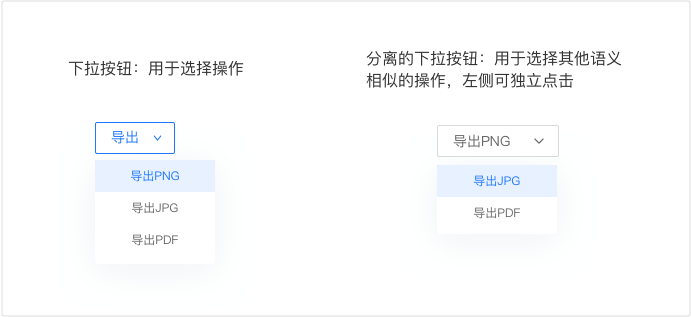 下拉按钮：用于选择操作
导出
导出PNG
导出JPG
导出PDF
分离的下拉按钮：用于选择其他语义
相似的操作，左侧可独立点击
导出PNG
导出JPG
导出PDF